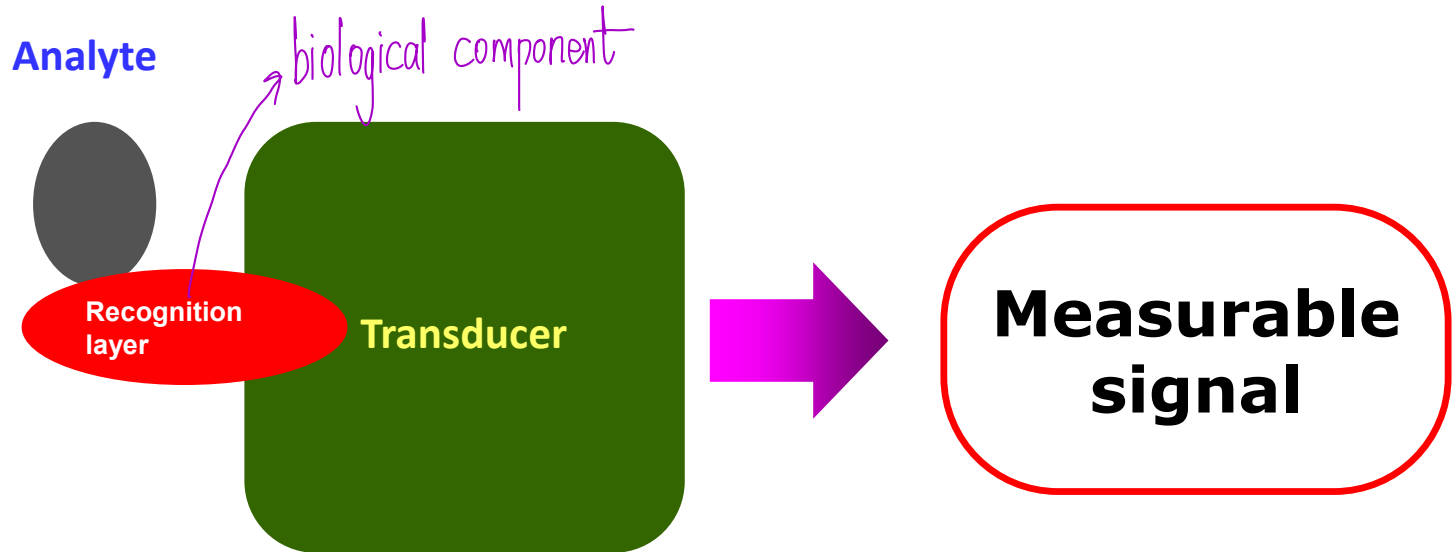 Analyte
biological component
Recognition
layer
Transducer
Measurable
signal